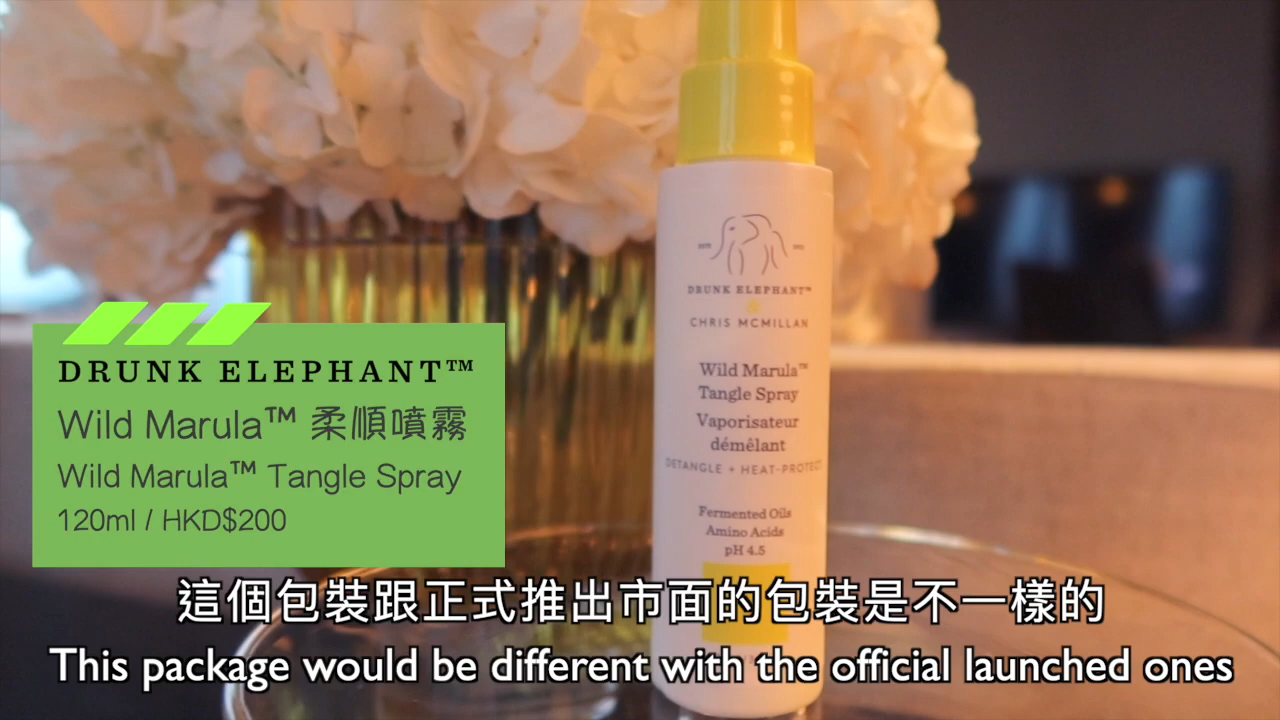 DRUNK ELEPHANT™
CHRIS MCMILLAN
Wild Marula™
Tangle Spray
Vaporisateur
démêlant
DETANGLE + HEAT-PROTECT
Fermented Oils
Amino Acids
pH 4.5
DRUNK ELEPHANT™
Wild Marula™ 柔順噴霧
Wild Marula™ Tangle Spray
120ml / HKD$200
這個包裝跟正式推出市面的包裝是不一樣的
This package would be different with the official launched ones